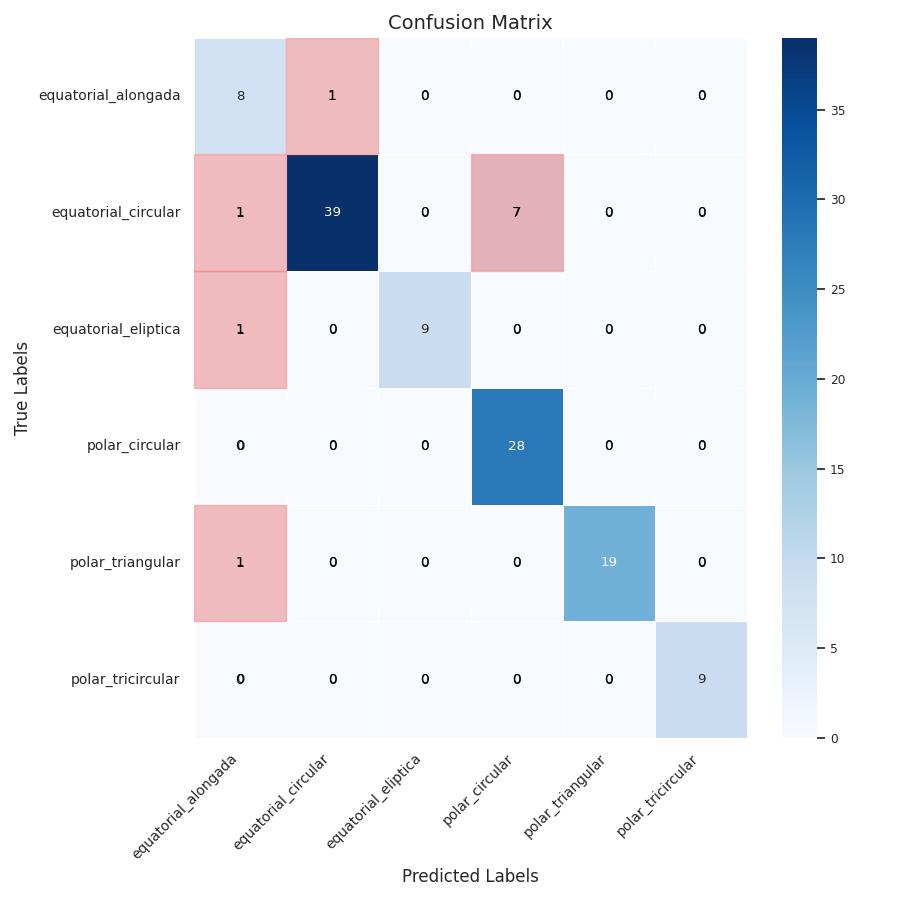 Confusion Matrix
equatorial_alongada 8 1 0 0 0 0
equatorial_circular 1 39 0 7 0 0
equatorial_eliptica 1 0 9 0 0 0
polar_circular 0 0 0 28 0 0
polar_triangular 1 0 0 0 19 0
polar_tricircular 0 0 0 0 0 9
True Labels
equatorial_alongada equatorial_circular equatorial_eliptica polar_circular polar_triangular polar_tricircular
Predicted Labels
35
30
25
20
15
10
5
0